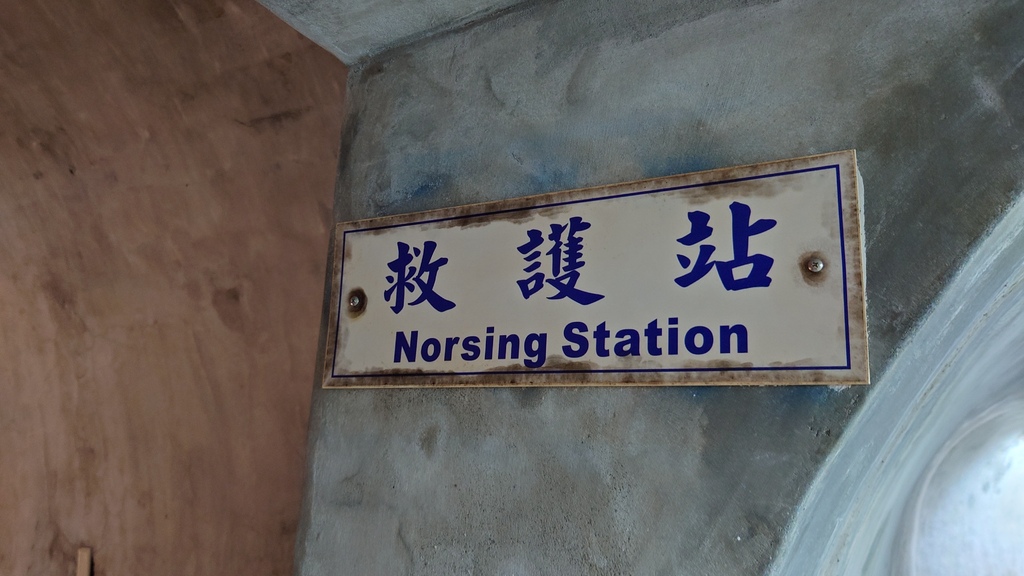 救護站
Norsing Station